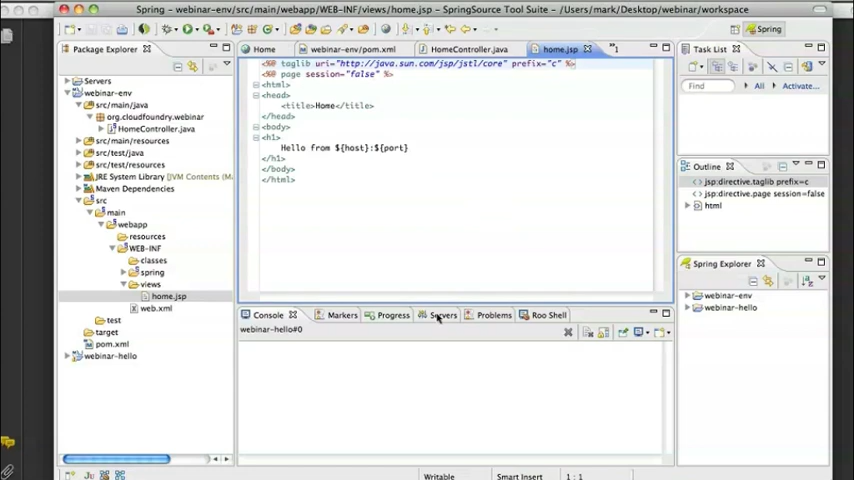 Spring - webinar-env/src/main/webapp/WEB-INF/views/home.jsp - SpringSource Tool Suite - /Users/mark/Desktop/webinar/workspace
Spring
Package Explorer
Servers
webinar-env
src/main/java
org.cloudfoundry.webinar
HomeController.java
src/main/resources
src/test/java
src/test/resources
JRE System Library (JVM Contents (Ma
Maven Dependencies
src
main
webapp
resources
WEB-INF
classes
spring
views
home.jsp
web.xml
test
target
pom.xml
webinar-hello
Home
webinar-env/pom.xml
HomeController.java
home.jsp
»1
<%@ taglib uri="http://java.sun.com/jsp/jstl/core" prefix="c" %>
<%@ page session="false" %>
<html>
<head>
<title>Home</title>
</head>
<body>
<h1>
Hello from ${host}:${port}
</h1>
</body>
</html>
Console
Markers
Progress
Servers
Problems
Roo Shell
webinar-hello#0
Task List
Find
All
Activate...
Outline
jsp:directive.taglib prefix=c
jsp:directive.page session=false
html
Spring Explorer
webinar-env
webinar-hello
Writable
Smart Insert
1 : 1